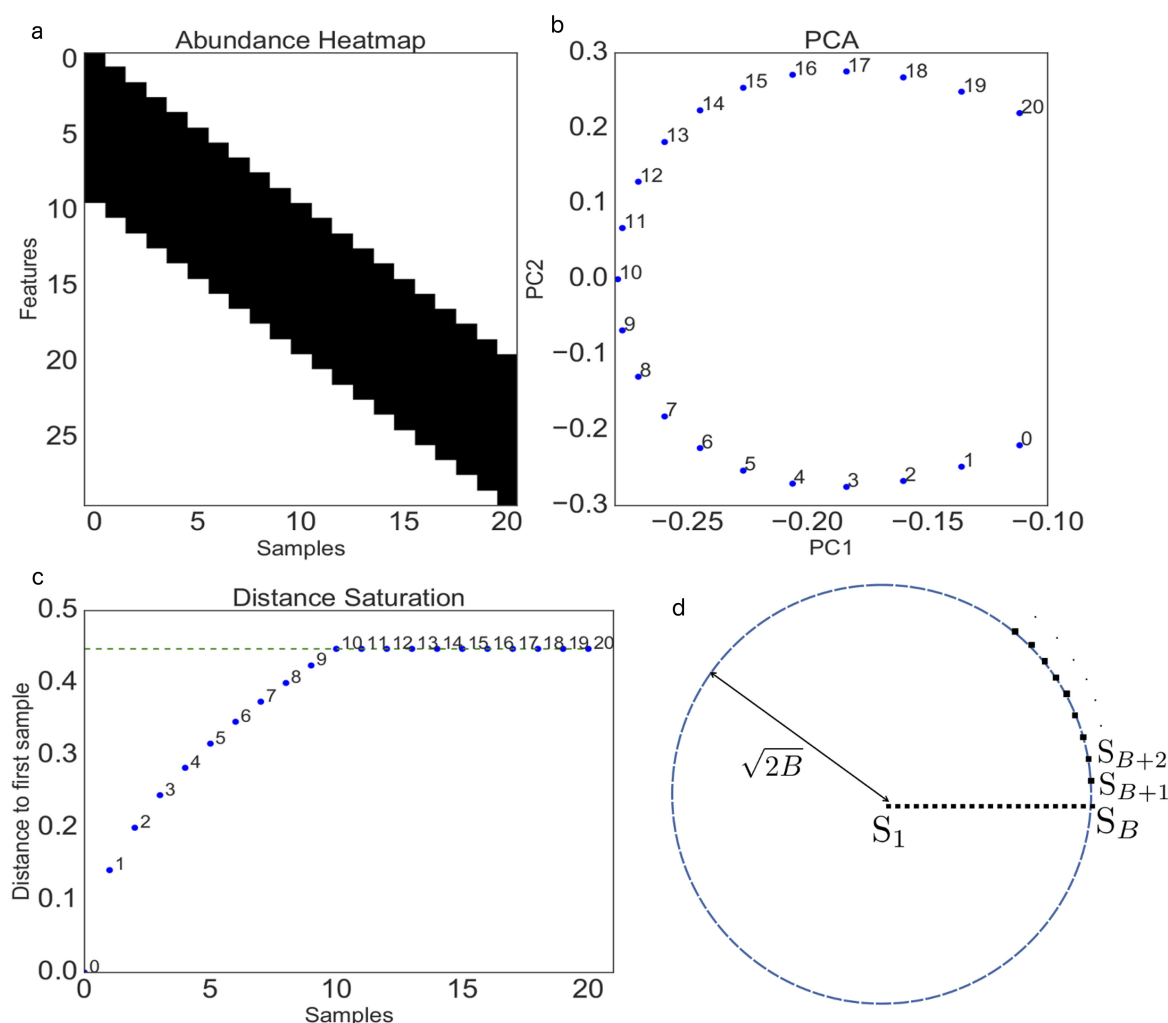 a
Abundance Heatmap
0
5
10
15
20
25
Features
0 5 10 15 20
Samples
b
PCA
0.3
0.2
0.1
0.0
−0.1
−0.2
−0.3
PC2
16 17 18
15 19
14 20
13
12
11
10
9
8
7
6 0
5 1
4 3 2
−0.25 −0.20 −0.15 −0.10
PC1
c
Distance Saturation
0.5
0.4
0.3
0.2
0.1
0.0
Distance to first sample
0 1 2 3 4 5 6 7 8 9 10 11 12 13 14 15 16 17 18 19 20
0 5 10 15 20
Samples
d
√2B
S_{B+2}
S_{B+1}
S_1
S_B